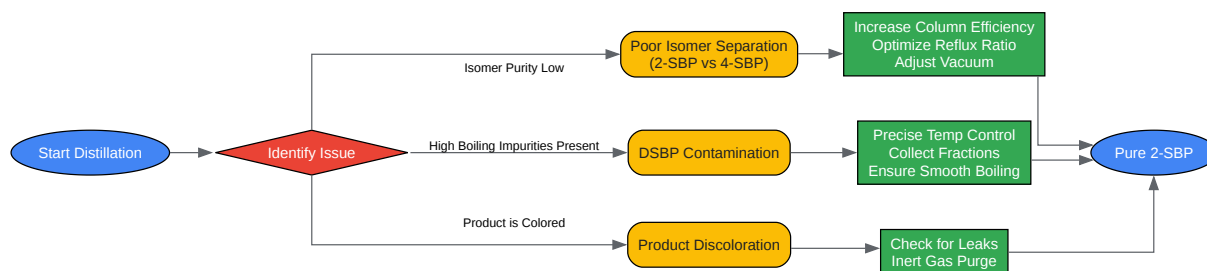 Start Distillation
Identify Issue
Isomer Purity Low
Poor Isomer Separation
(2-SBP vs 4-SBP)
Increase Column Efficiency
Optimize Reflux Ratio
Adjust Vacuum
High Boiling Impurities Present
DSBP Contamination
Precise Temp Control
Collect Fractions
Ensure Smooth Boiling
Product is Colored
Product Discoloration
Check for Leaks
Inert Gas Purge
Pure 2-SBP